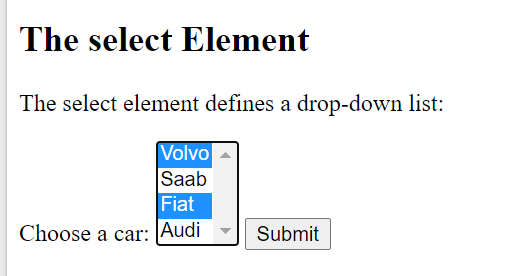 The select Element
The select element defines a drop-down list:
Volvo
Saab
Fiat
Audi
Choose a car:
Submit